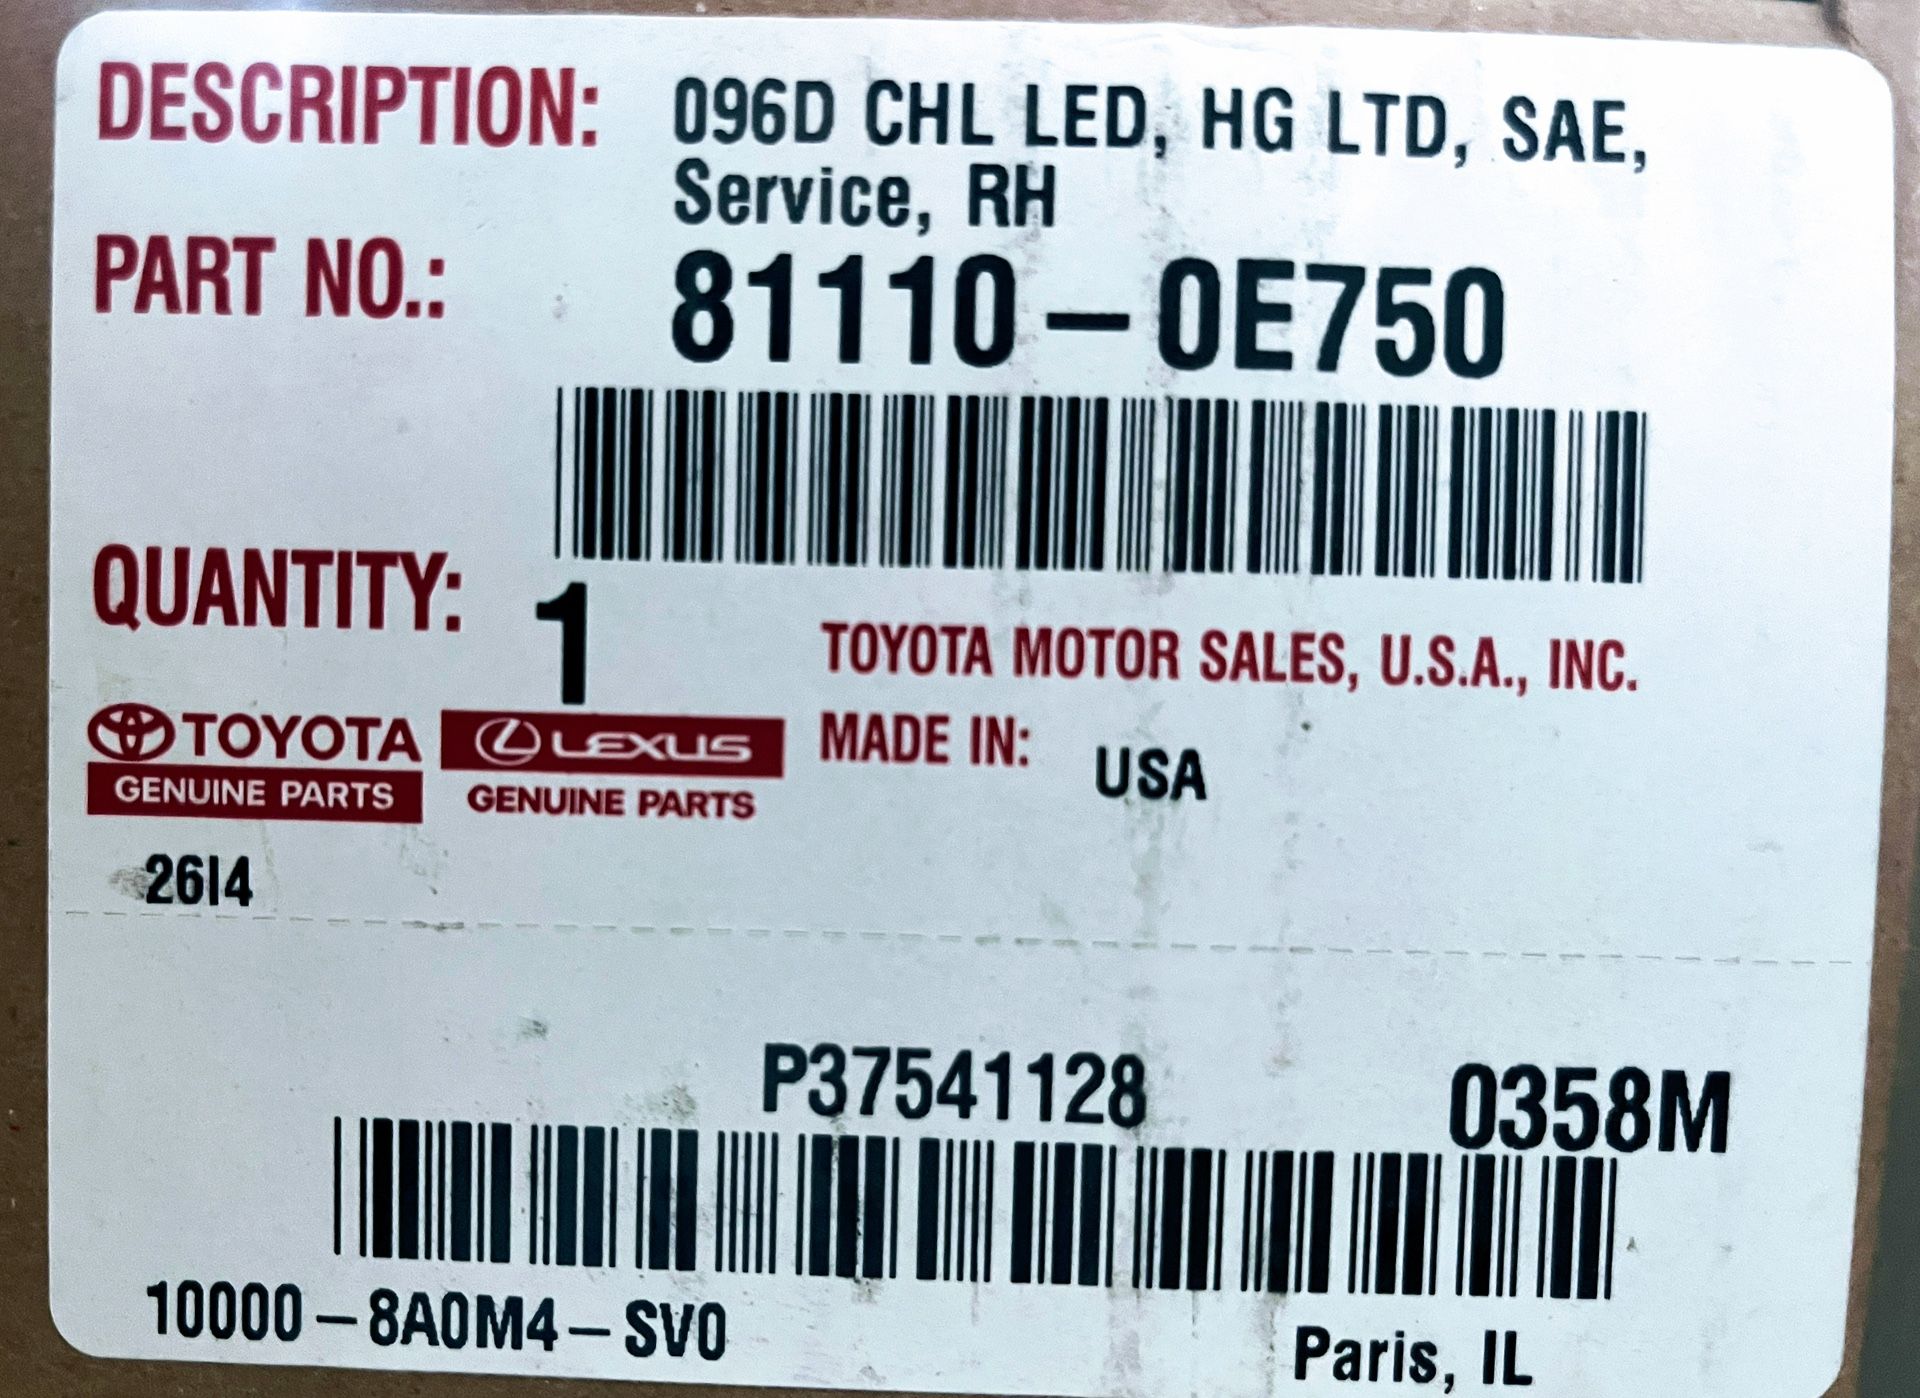 DESCRIPTION: 096D CHL LED, HG LTD, SAE,
Service, RH
PART NO.: 81110-0E750
QUANTITY: 1
TOYOTA MOTOR SALES, U.S.A., INC.
TOYOTA
GENUINE PARTS
LEXUS
GENUINE PARTS
MADE IN: USA
26I4
P37541128
0358M
10000-8A0M4-SV0
Paris, IL